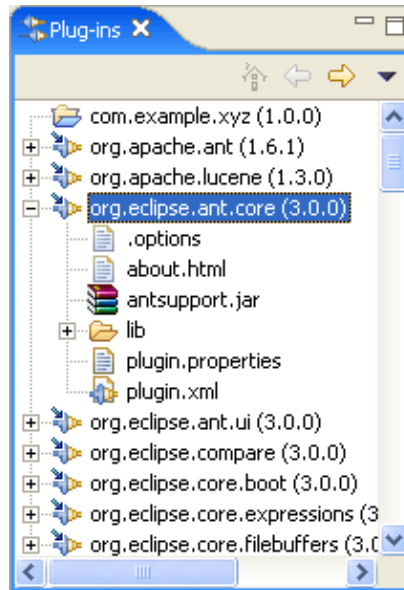 Plug-ins
com.example.xyz (1.0.0)
org.apache.ant (1.6.1)
org.apache.lucene (1.3.0)
org.eclipse.ant.core (3.0.0)
.options
about.html
antsupport.jar
lib
plugin.properties
plugin.xml
org.eclipse.ant.ui (3.0.0)
org.eclipse.compare (3.0.0)
org.eclipse.core.boot (3.0.0)
org.eclipse.core.expressions (3
org.eclipse.core.filebuffers (3.0